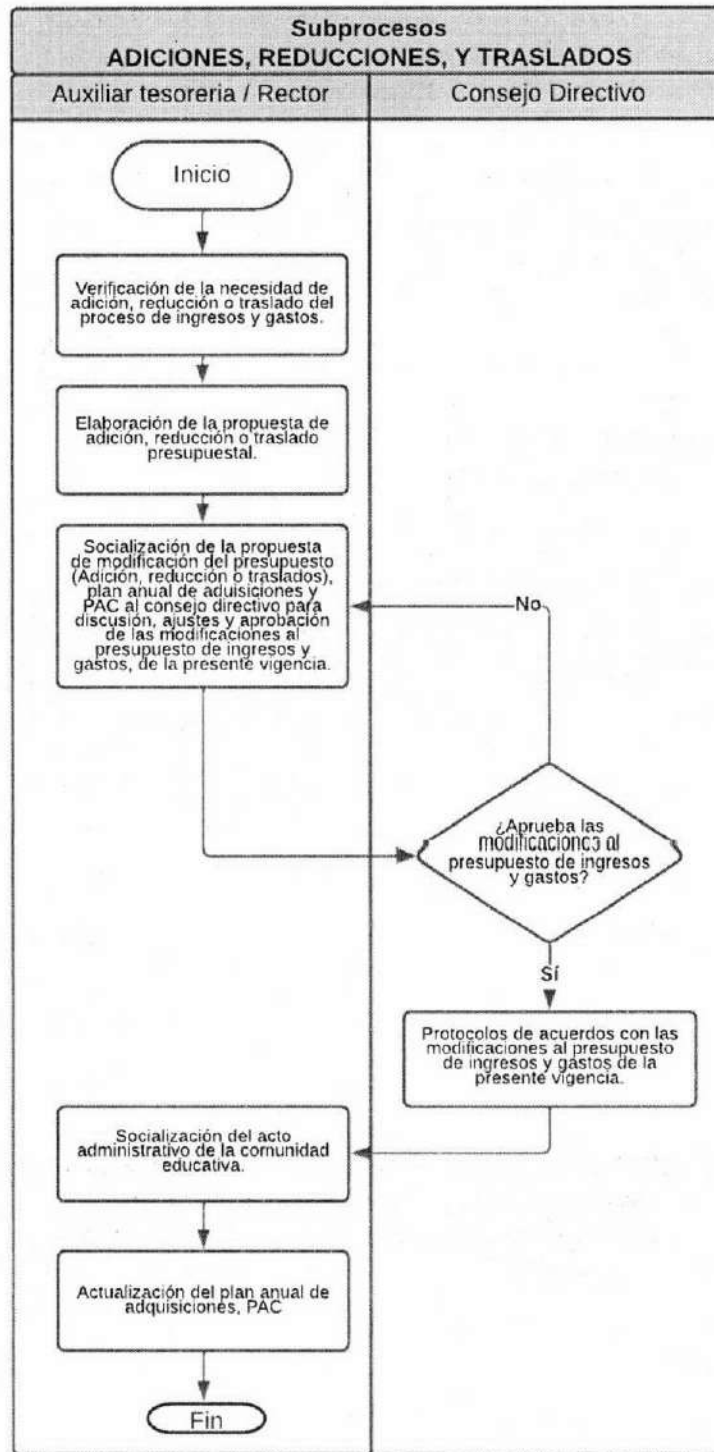 Subprocesos
ADICIONES, REDUCCIONES, Y TRASLADOS
Auxiliar tesoreria / Rector
Consejo Directivo
Inicio
Verificación de la necesidad de
adición, reducción o traslado del
proceso de ingresos y gastos.
Elaboración de la propuesta de
adición, reducción o traslado
presupuestal.
Socialización de la propuesta
de modificación del presupuesto
(Adición, reducción o traslados),
plan anual de aduisiciones y
PAC al consejo directivo para
discusión, ajustes y aprobación
de las modificaciones al
presupuesto de ingresos y
gastos, de la presente vigencia.
No
¿Aprueba las
modificaciones al
presupuesto de ingresos
y gastos?
Sí
Protocolos de acuerdos con las
modificaciones al presupuesto
de ingresos y gastos de la
presente vigencia.
Socialización del acto
administrativo de la comunidad
educativa.
Actualización del plan anual de
adquisiciones, PAC
Fin